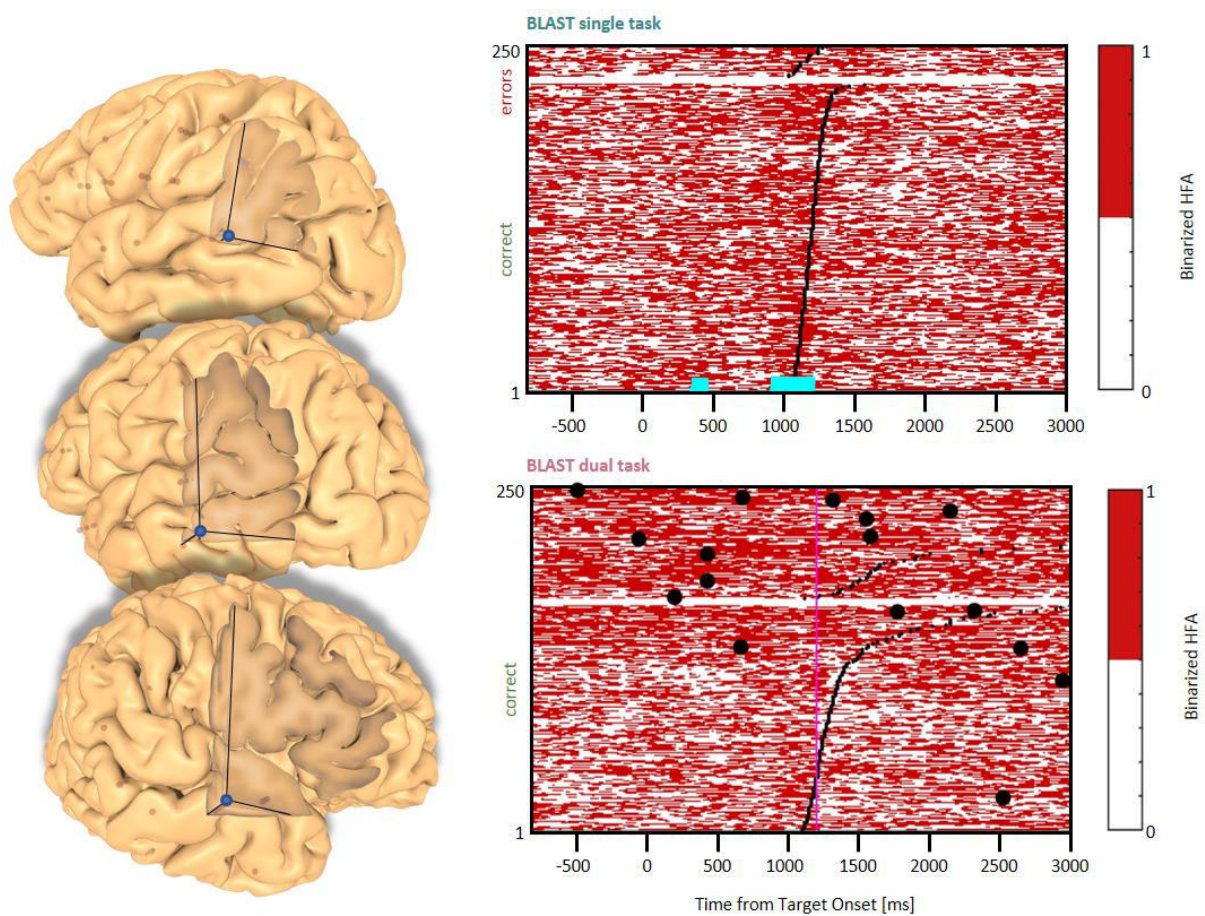 BLAST single task
250
errors
correct
1
-500 0 500 1000 1500 2000 2500 3000
1
0
Binarized HFA
BLAST dual task
250
correct
1
-500 0 500 1000 1500 2000 2500 3000
1
0
Binarized HFA
Time from Target Onset [ms]